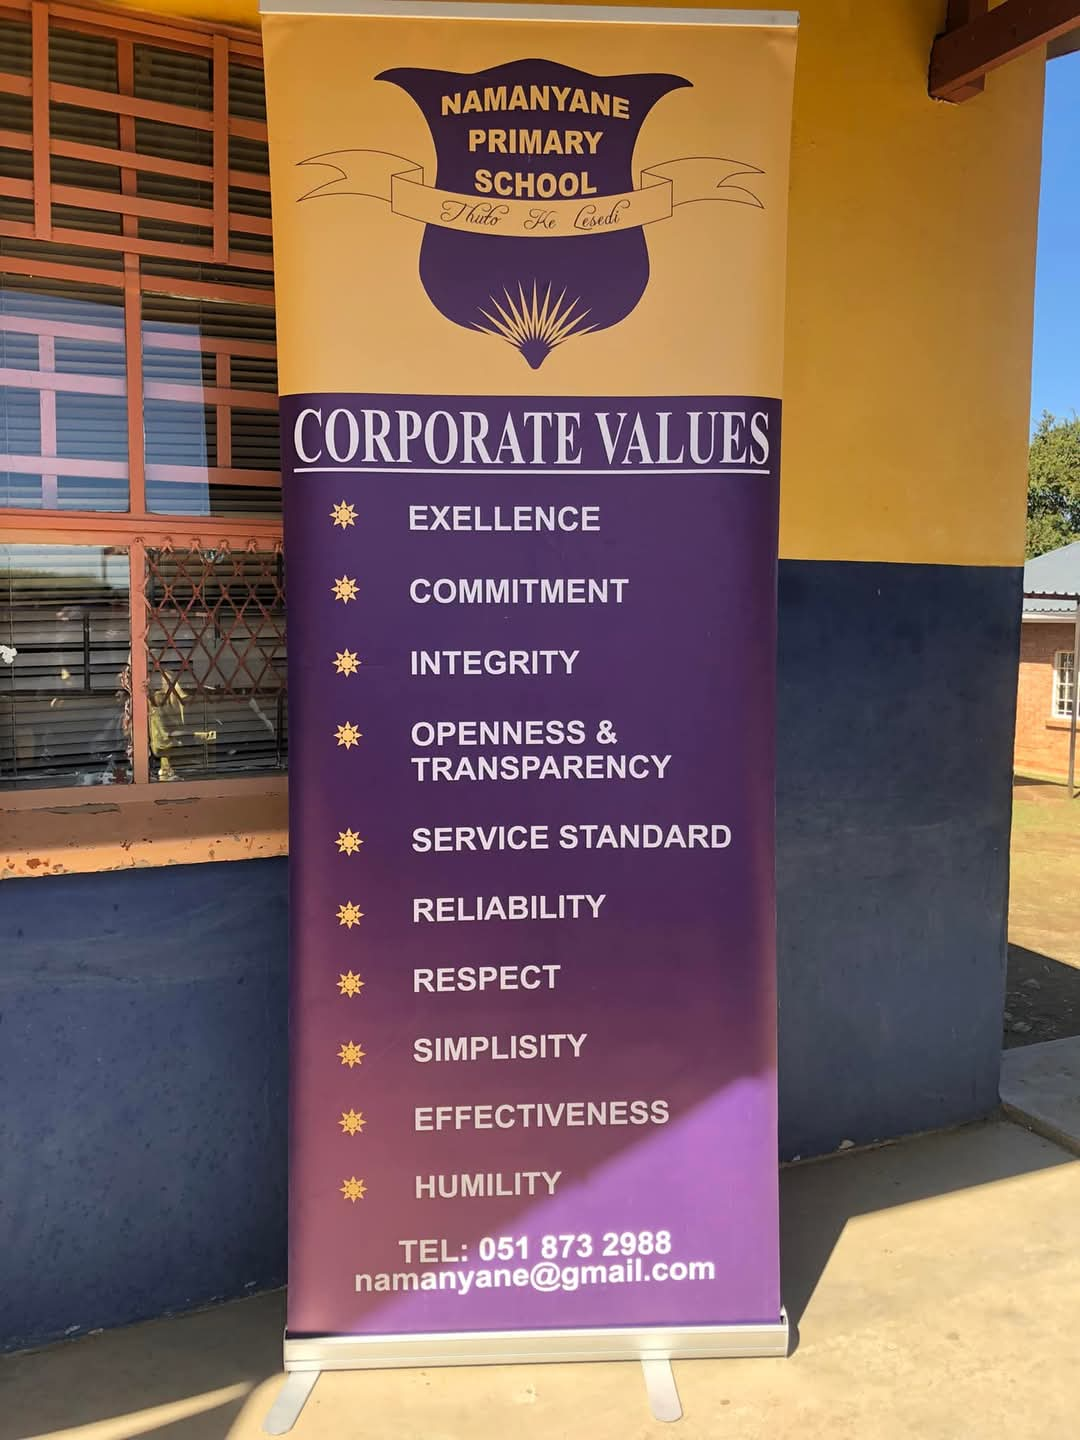 NAMANYANE
PRIMARY
SCHOOL
Thuto Ke Lesedi
CORPORATE VALUES
EXELLENCE
COMMITMENT
INTEGRITY
OPENNESS &
TRANSPARENCY
SERVICE STANDARD
RELIABILITY
RESPECT
SIMPLISITY
EFFECTIVENESS
HUMILITY
TEL: 051 873 2988
namanyane@gmail.com